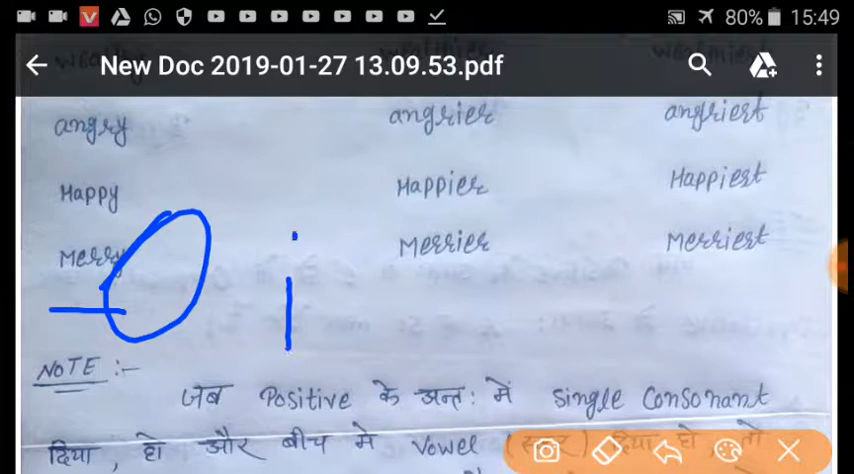 80% 15:49
New Doc 2019-01-27 13.09.53.pdf
angry angrier angriest
Happy Happier Happiest
Merry Merrier Merriest
i
NOTE :-
जब Positive के अन्त: में Single Consonant
दिया, हो और बीच मे Vowel (स्वर) दिया हो, तो